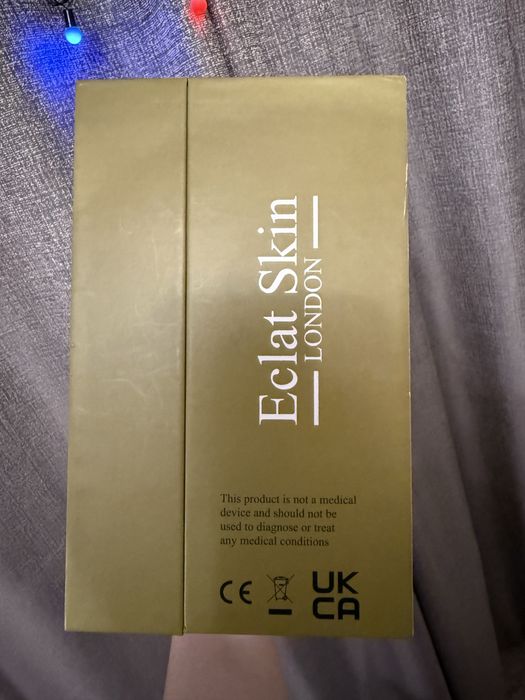 Eclat Skin
LONDON
This product is not a medical
device and should not be
used to diagnose or treat
any medical conditions
CE
UK
CA